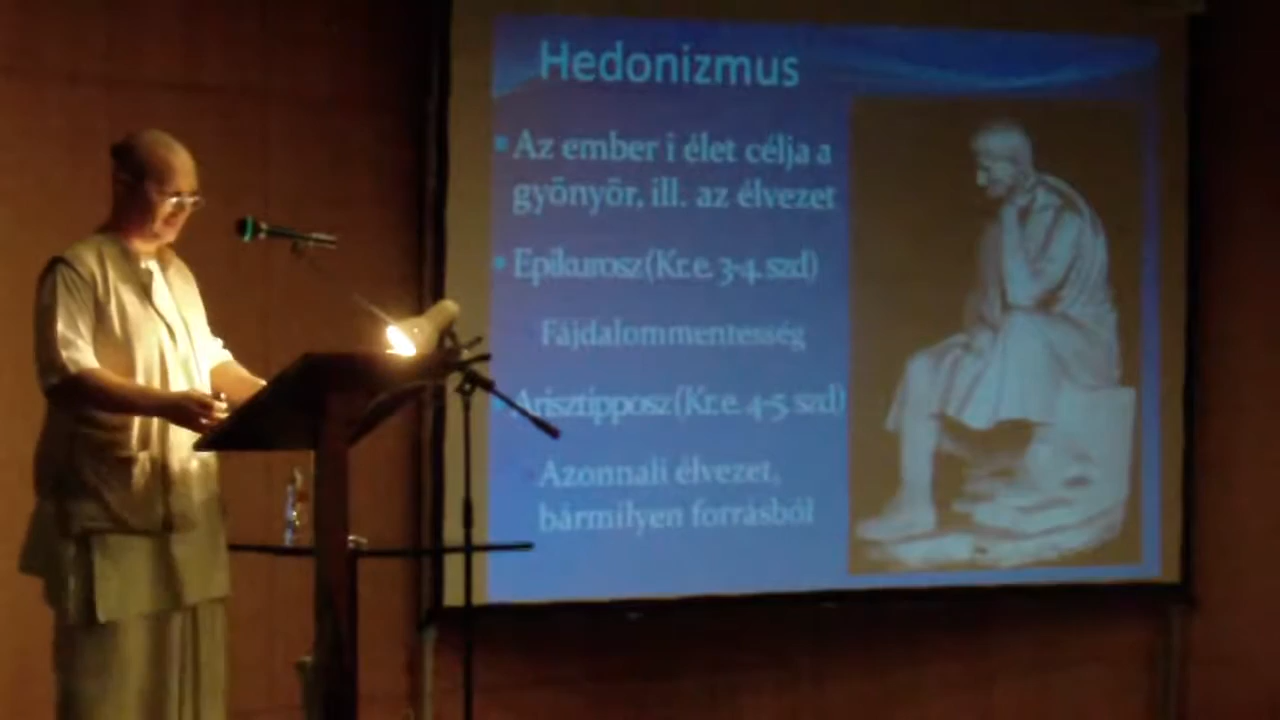 Hedonizmus
Az ember i élet célja a
gyönyör, ill. az élvezet
Epikurosz (Kr.e. 3-4. szd)
Fájdalommentesség
Arisztipposz (Kr.e. 4-5. szd)
Azonnali élvezet,
bármilyen forrásból